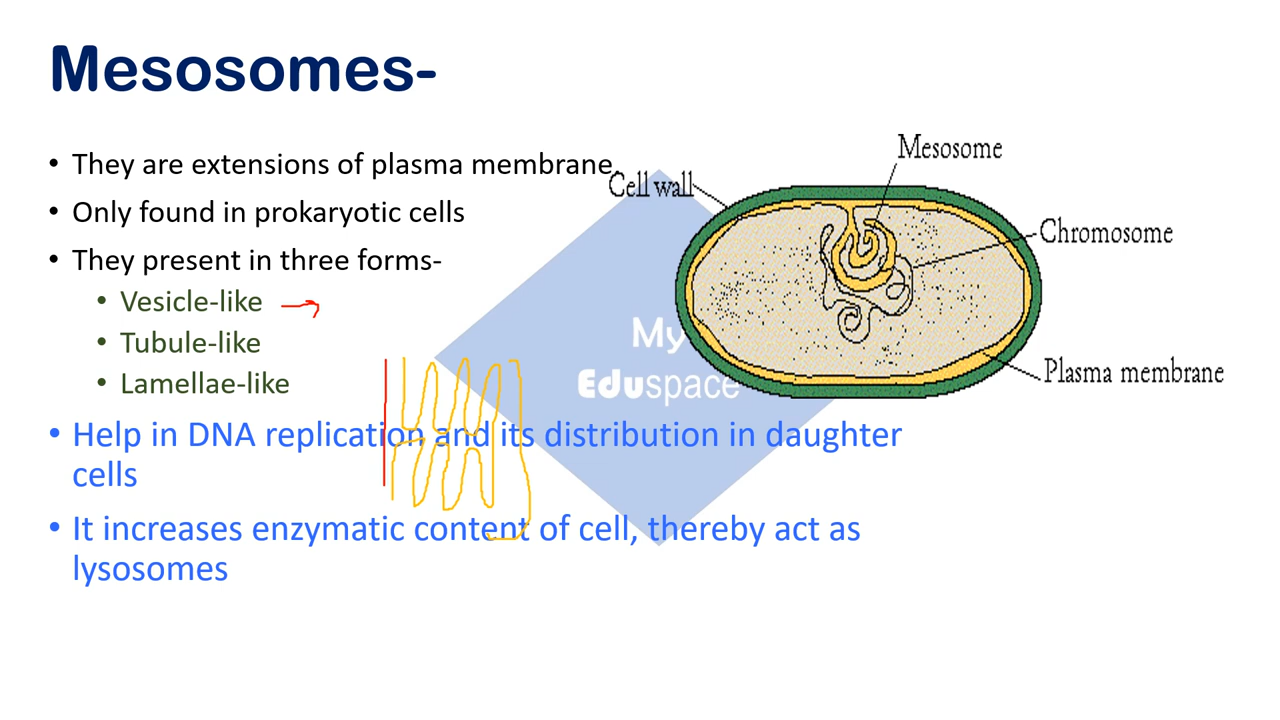 Mesosomes-
• They are extensions of plasma membrane.
• Only found in prokaryotic cells
• They present in three forms-
• Vesicle-like
• Tubule-like
• Lamellae-like
• Help in DNA replication and its distribution in daughter
cells
• It increases enzymatic content of cell, thereby act as
lysosomes
Mesosome
Cell wall
Chromosome
Plasma membrane
My
Eduspace